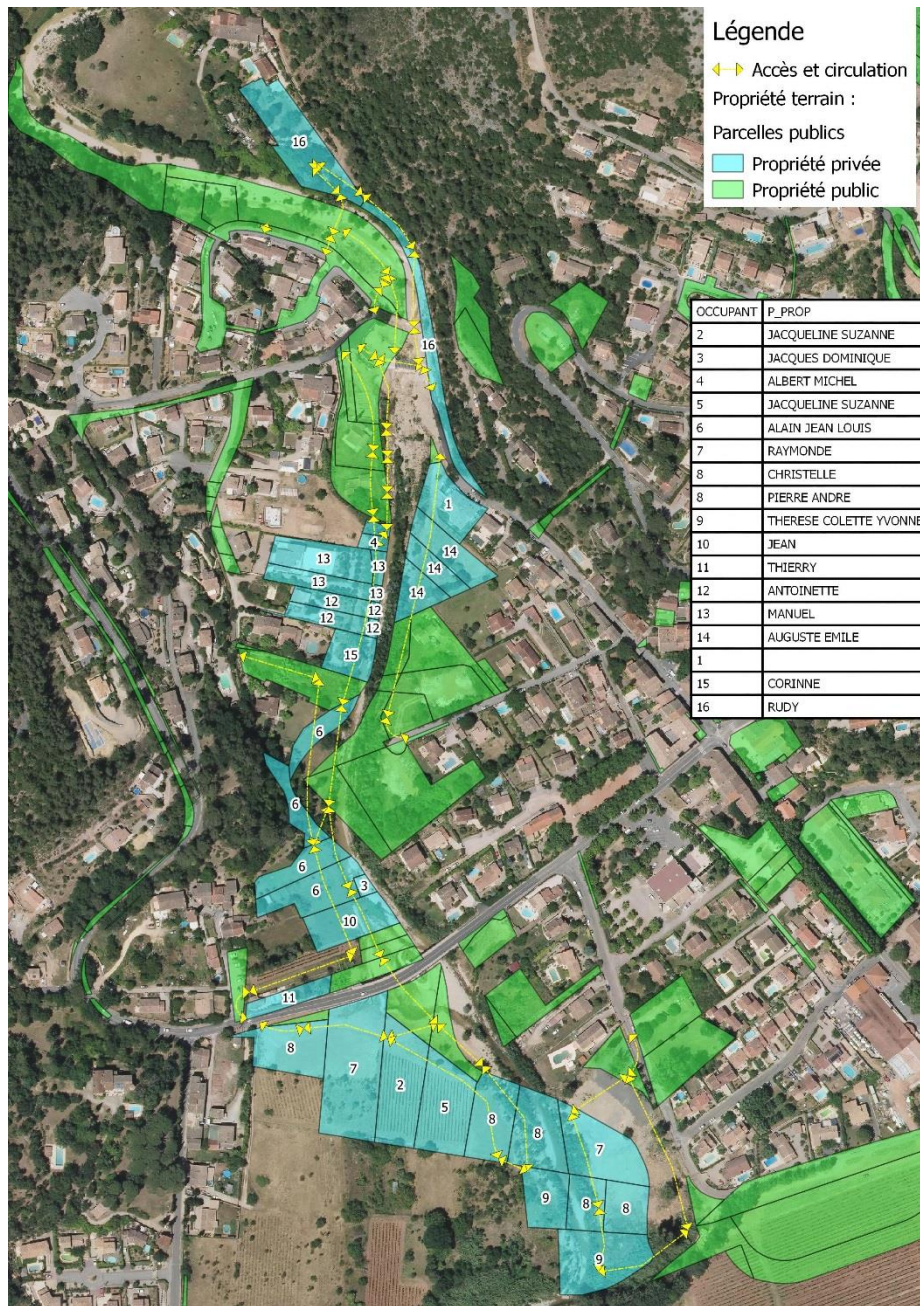 Légende
Accès et circulation
Propriété terrain :
Parcelles publics
Propriété privée
Propriété public
OCCUPANT P_PROP
2 JACQUELINE SUZANNE
3 JACQUES DOMINIQUE
4 ALBERT MICHEL
5 JACQUELINE SUZANNE
6 ALAIN JEAN LOUIS
7 RAYMONDE
8 CHRISTELLE
8 PIERRE ANDRE
9 THERESE COLETTE YVONNE
10 JEAN
11 THIERRY
12 ANTOINETTE
13 MANUEL
14 AUGUSTE EMILE
1
15 CORINNE
16 RUDY
16
16
1
4
14
13 13
14
13 13
14
12 12
12 12
15
6
6
6
3
6
10
11
8
7
2
5
8
8
7
9
8
8
9